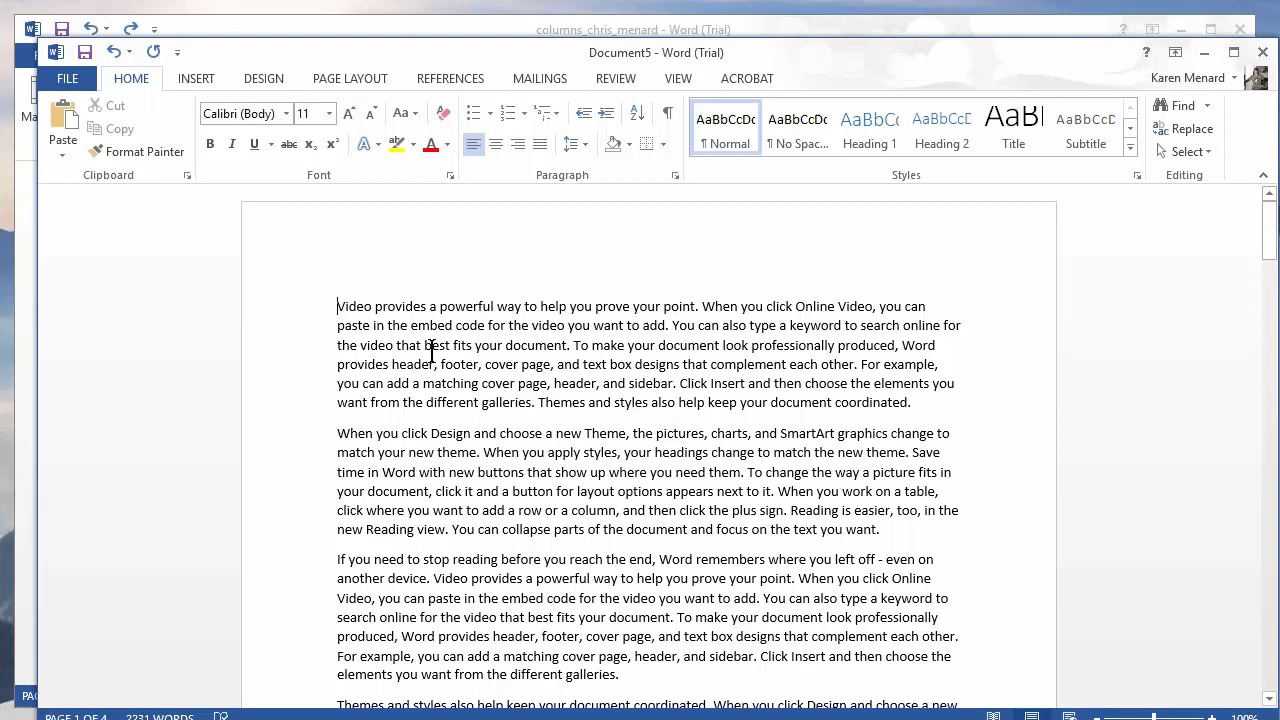 columns_chris_menard - Word (Trial)
Document5 - Word (Trial)
FILE HOME INSERT DESIGN PAGE LAYOUT REFERENCES MAILINGS REVIEW VIEW ACROBAT Karen Menard
Paste
Cut
Copy
Format Painter
Clipboard
Calibri (Body) 11
Font
Paragraph
AaBbCcDc AaBbCcDc AaBbCc AaBbCcD AaB AaBbCcD
¶ Normal ¶ No Spac... Heading 1 Heading 2 Title Subtitle
Styles
Find
Replace
Select
Editing
Video provides a powerful way to help you prove your point. When you click Online Video, you can
paste in the embed code for the video you want to add. You can also type a keyword to search online for
the video that best fits your document. To make your document look professionally produced, Word
provides header, footer, cover page, and text box designs that complement each other. For example,
you can add a matching cover page, header, and sidebar. Click Insert and then choose the elements you
want from the different galleries. Themes and styles also help keep your document coordinated.
When you click Design and choose a new Theme, the pictures, charts, and SmartArt graphics change to
match your new theme. When you apply styles, your headings change to match the new theme. Save
time in Word with new buttons that show up where you need them. To change the way a picture fits in
your document, click it and a button for layout options appears next to it. When you work on a table,
click where you want to add a row or a column, and then click the plus sign. Reading is easier, too, in the
new Reading view. You can collapse parts of the document and focus on the text you want.
If you need to stop reading before you reach the end, Word remembers where you left off - even on
another device. Video provides a powerful way to help you prove your point. When you click Online
Video, you can paste in the embed code for the video you want to add. You can also type a keyword to
search online for the video that best fits your document. To make your document look professionally
produced, Word provides header, footer, cover page, and text box designs that complement each other.
For example, you can add a matching cover page, header, and sidebar. Click Insert and then choose the
elements you want from the different galleries.
Themes and styles also help keep your document coordinated. When you click Design and choose a new
PAGE 1 OF 4 2231 WORDS 100%